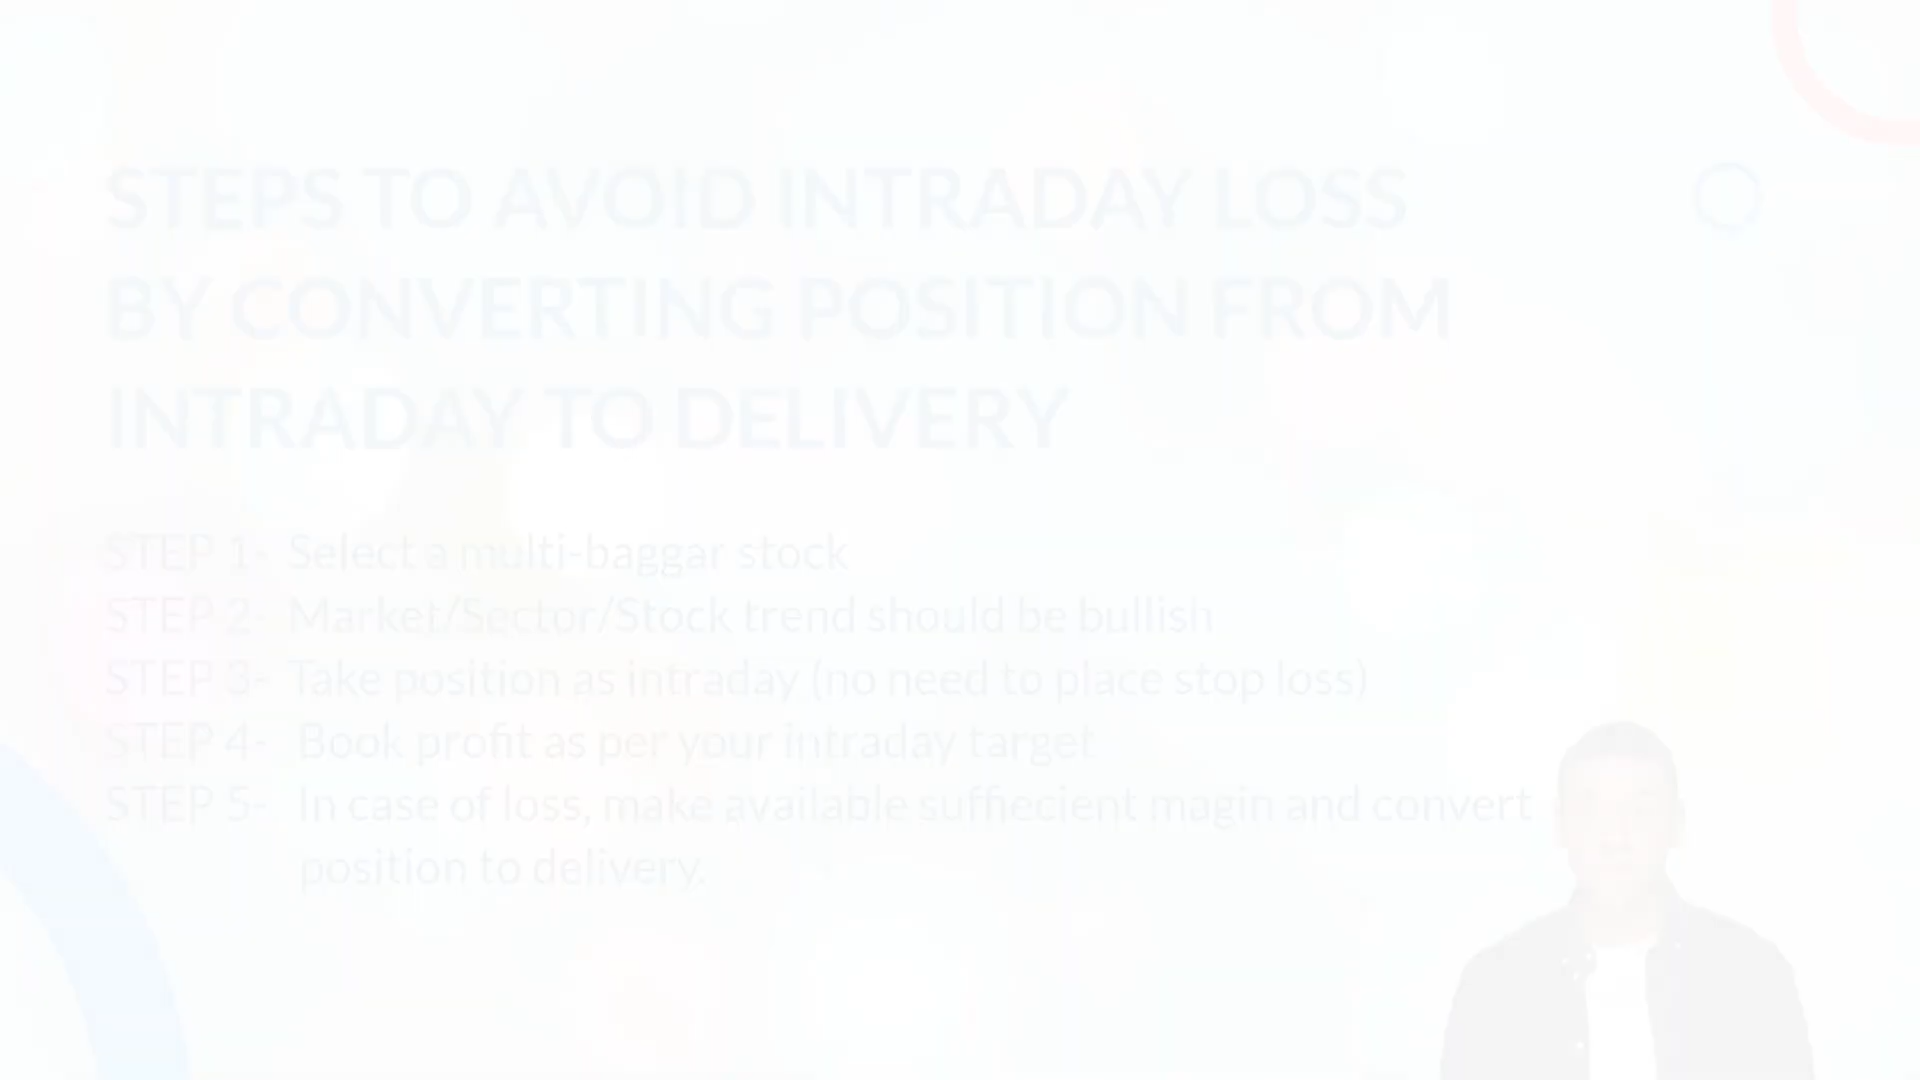 STEPS TO AVOID INTRADAY LOSS
BY CONVERTING POSITION FROM
INTRADAY TO DELIVERY
STEP 1- Select a multi-baggar stock
STEP 2- Market/Sector/Stock trend should be bullish
STEP 3- Take position as intraday (no need to place stop loss)
STEP 4- Book profit as per your intraday target
STEP 5- In case of loss, make available suffiecient magin and convert
position to delivery.